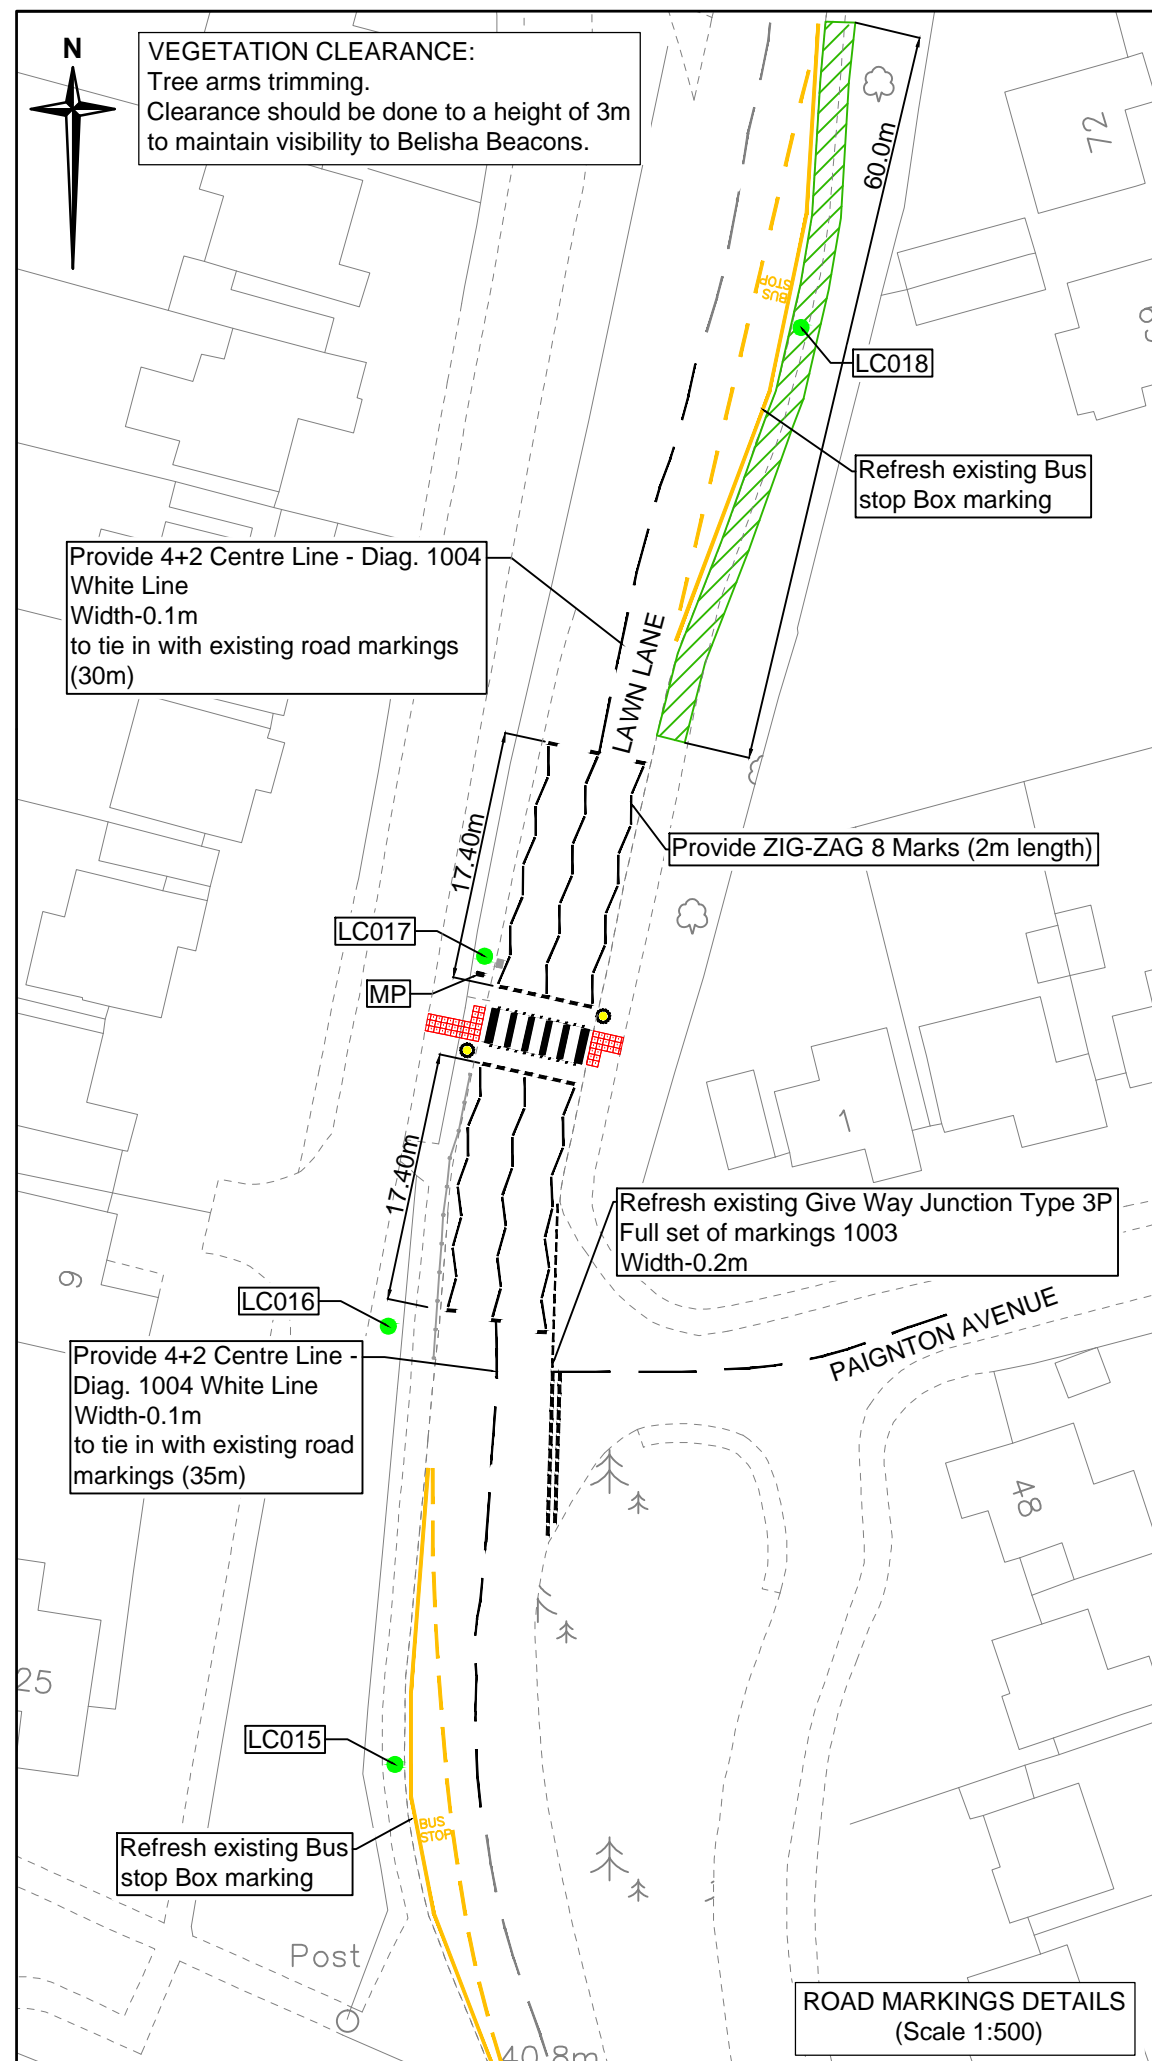 N
VEGETATION CLEARANCE:
Tree arms trimming.
Clearance should be done to a height of 3m
to maintain visibility to Belisha Beacons.
72
60.0m
BUS
STOP
LC018
Refresh existing Bus
stop Box marking
Provide 4+2 Centre Line - Diag. 1004
White Line
Width-0.1m
to tie in with existing road markings
(30m)
LAWN LANE
17.40m
Provide ZIG-ZAG 8 Marks (2m length)
LC017
MP
1
17.40m
Refresh existing Give Way Junction Type 3P
Full set of markings 1003
Width-0.2m
9
LC016
PAIGNTON AVENUE
Provide 4+2 Centre Line -
Diag. 1004 White Line
Width-0.1m
to tie in with existing road
markings (35m)
48
25
LC015
BUS
STOP
Refresh existing Bus
stop Box marking
Post
ROAD MARKINGS DETAILS
(Scale 1:500)
40.8m